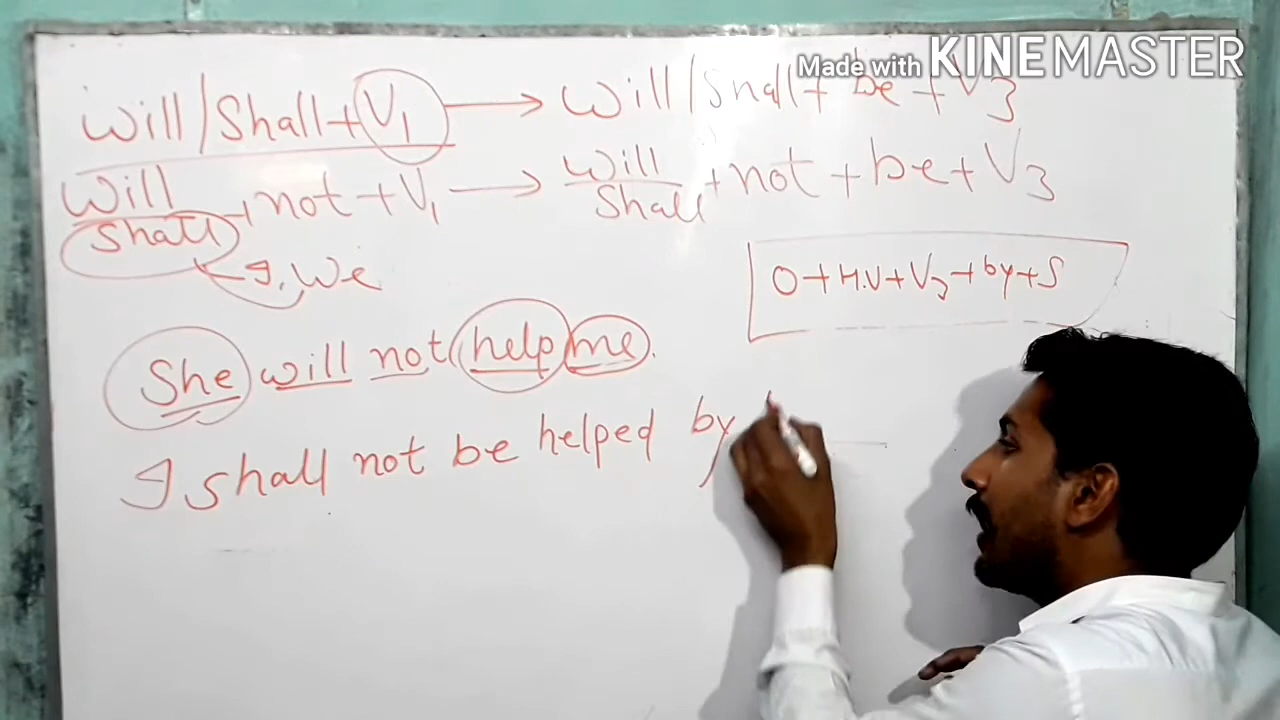 Made with KINEMASTER
Will/Shall+V1 → Will/Shall+be+V3
Will/Shall+not+V1 → Will/Shall+not+be+V3
I, We
O+H.V+V3+by+S
She will not help me.
I shall not be helped by